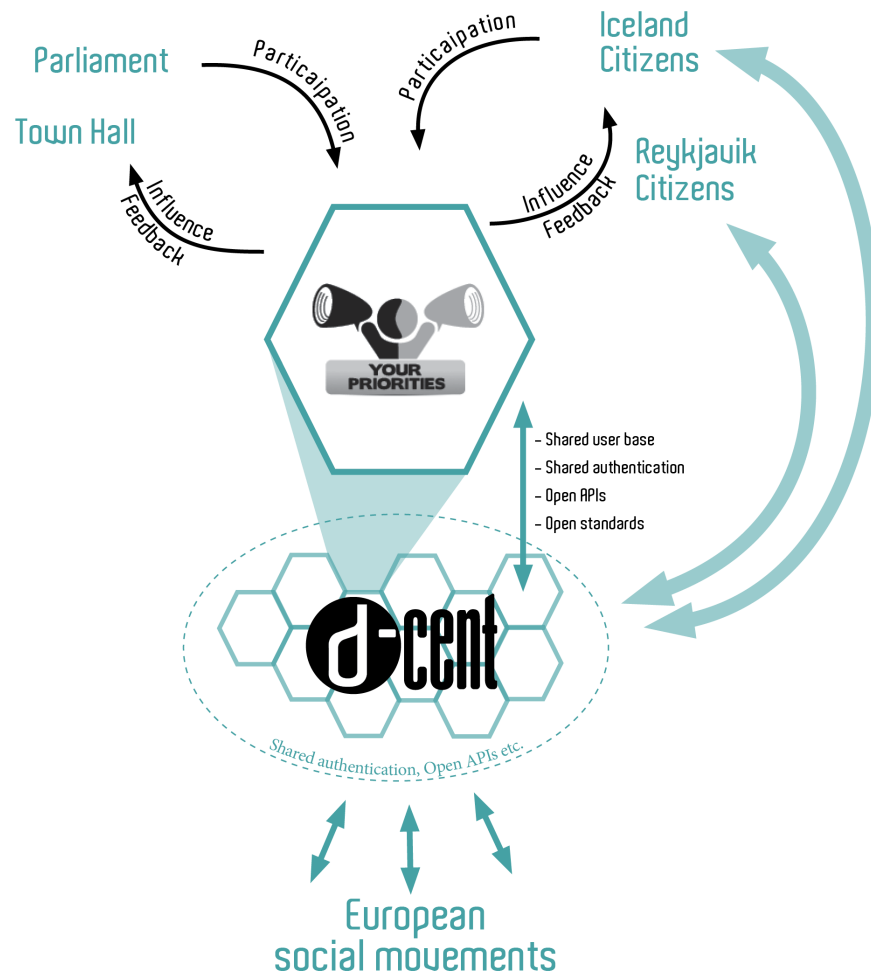 Parliament
Particaipation
Particaipation
Iceland
Citizens
Town Hall
Influence
Feedback
Influence
Feedback
Reykjavik
Citizens
YOUR
PRIORITIES
– Shared user base
– Shared authentication
– Open APIs
– Open standards
d-cent
Shared authentication, Open APIs etc.
European
social movements